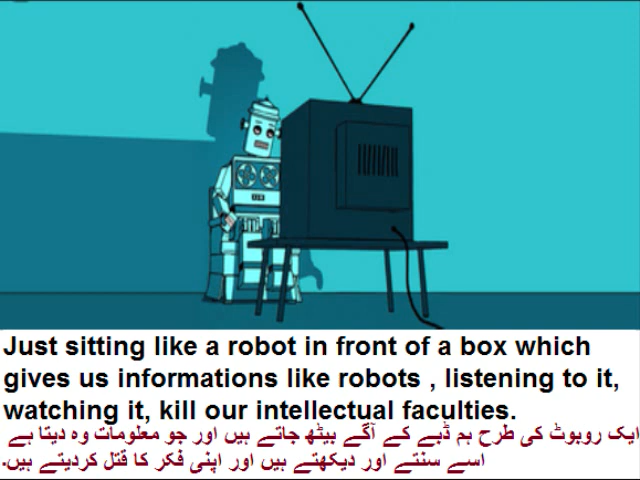 Just sitting like a robot in front of a box which
gives us informations like robots , listening to it,
watching it, kill our intellectual faculties.
ایک روبوٹ کی طرح ہم ڈبے کے آگے بیٹھ جاتے ہیں اور جو معلومات وہ دیتا ہے
اسے سنتے اور دیکھتے ہیں اور اپنی فکر کا قتل کردیتے ہیں۔